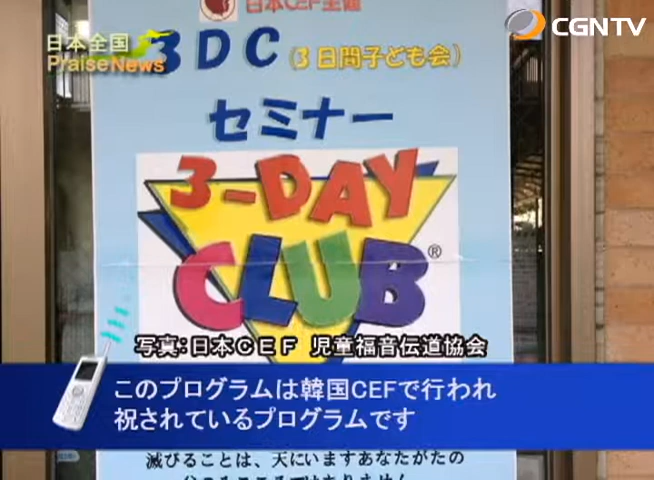 日本CEF主催
CGNTV
日本全国
PraiseNews
3DC (3日間子ども会)
セミナー
3-DAY
CLUB®
写真:日本CEF 児童福音伝道協会
このプログラムは韓国CEFで行われ
祝されているプログラムです
滅びることは、天にいますあなたがたの